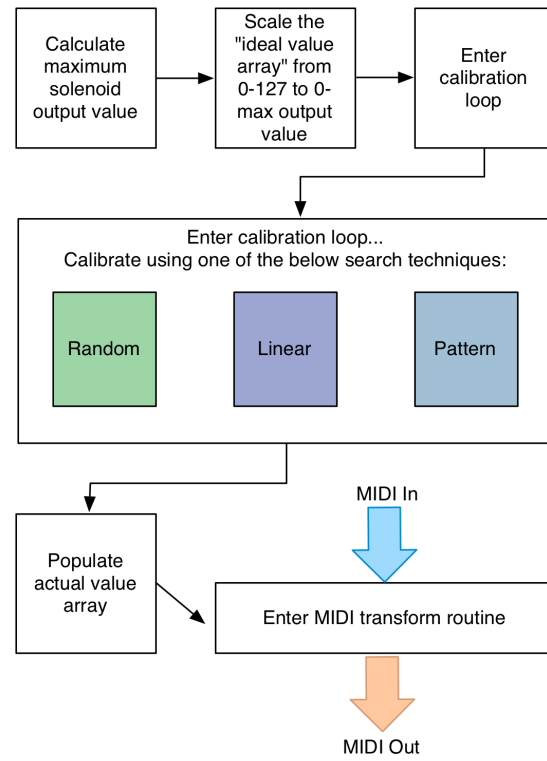 Calculate
maximum
solenoid
output value
Scale the
"ideal value
array" from
0-127 to 0-
max output
value
Enter
calibration
loop
Enter calibration loop...
Calibrate using one of the below search techniques:
Random
Linear
Pattern
Populate
actual value
array
MIDI In
Enter MIDI transform routine
MIDI Out